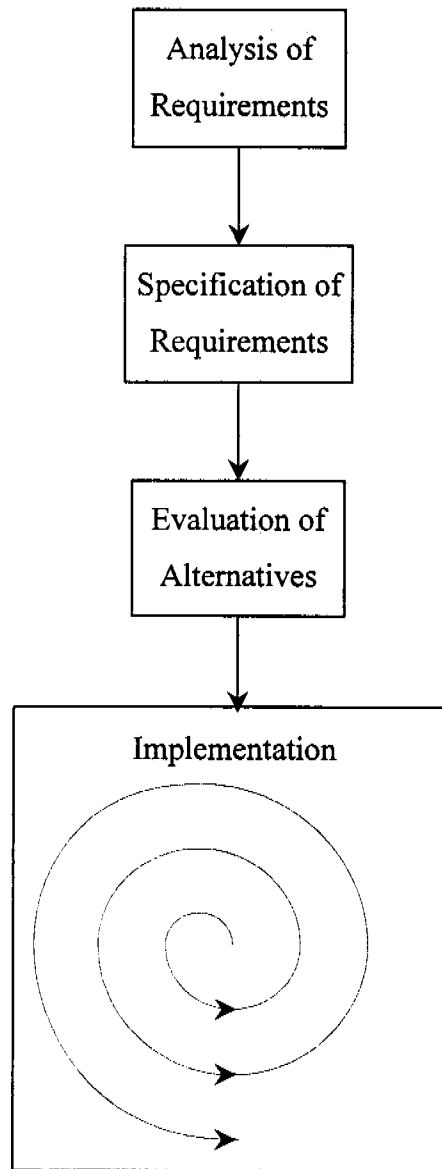 Analysis of
Requirements
Specification of
Requirements
Evaluation of
Alternatives
Implementation